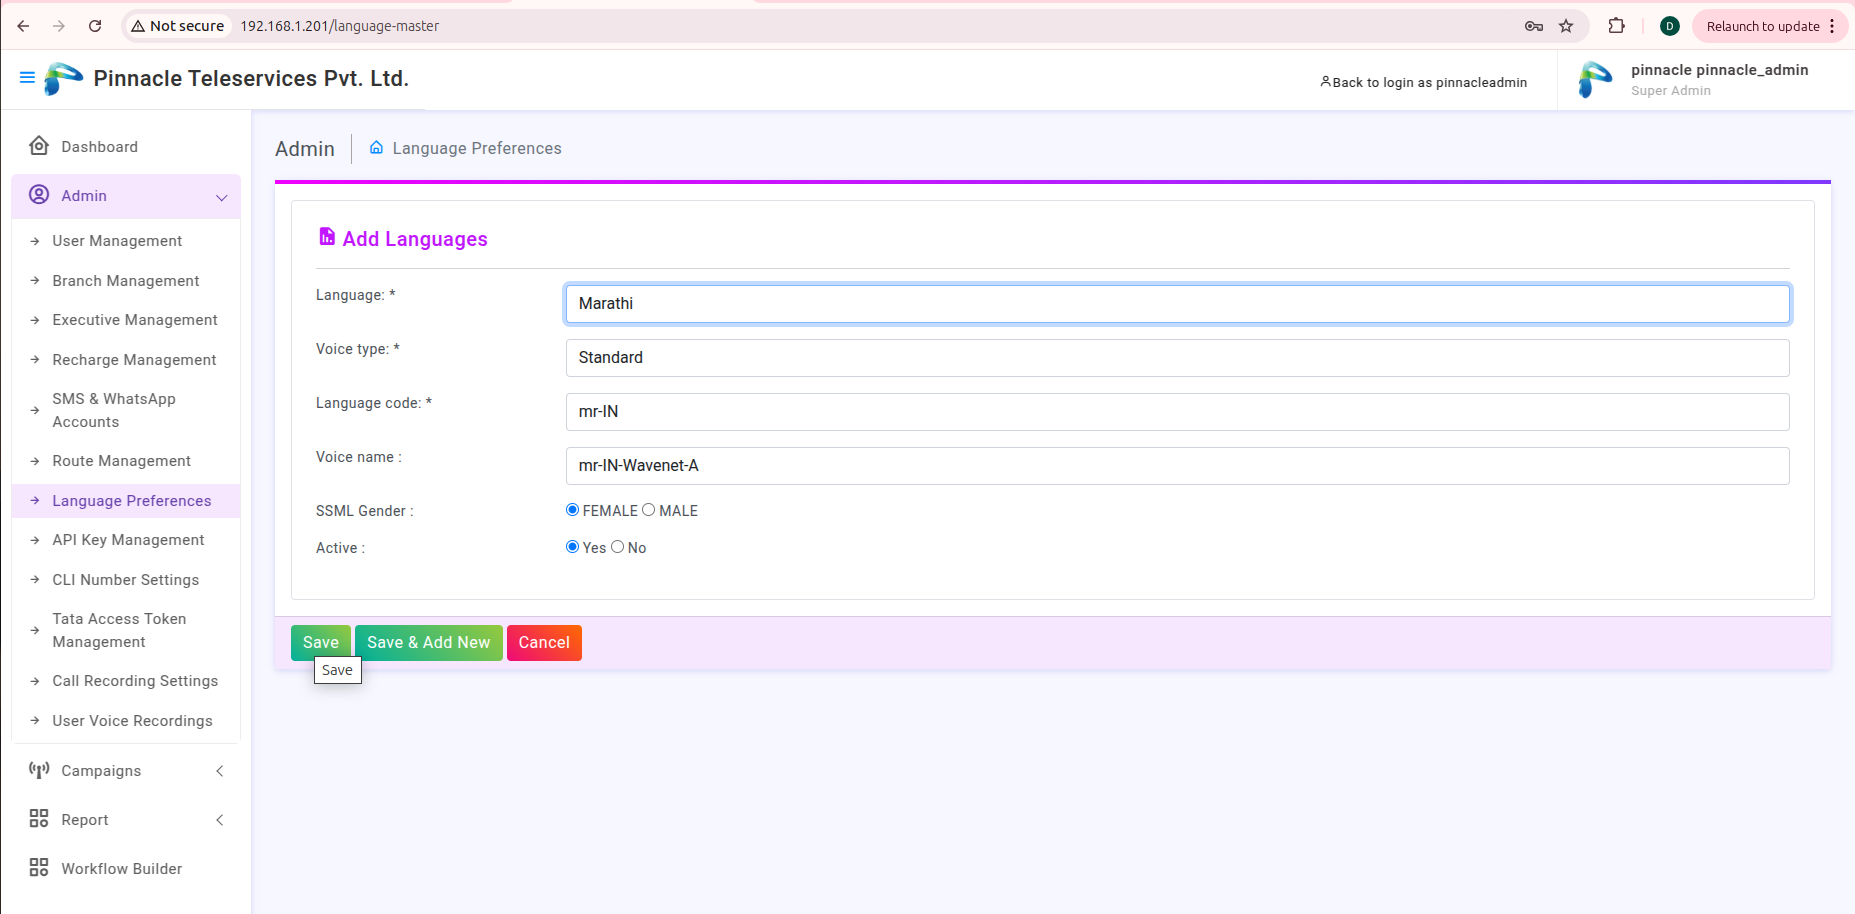 Not secure 192.168.1.201/language-master
D
Relaunch to update
Pinnacle Teleservices Pvt. Ltd.
Back to login as pinnacleadmin
pinnacle pinnacle_admin
Super Admin
Dashboard
Admin
User Management
Branch Management
Executive Management
Recharge Management
SMS & WhatsApp
Accounts
Route Management
Language Preferences
API Key Management
CLI Number Settings
Tata Access Token
Management
Call Recording Settings
User Voice Recordings
Campaigns
Report
Workflow Builder
Admin
Language Preferences
Add Languages
Language: * Marathi
Voice type: * Standard
Language code: * mr-IN
Voice name : mr-IN-Wavenet-A
SSML Gender : FEMALE MALE
Active : Yes No
Save Save & Add New Cancel
Save